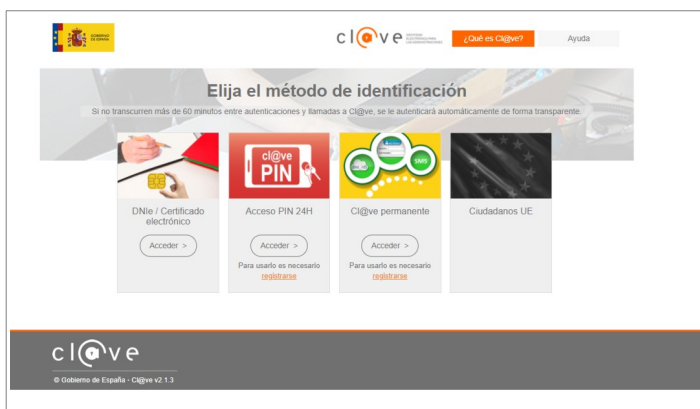 GOBIERNO
DE ESPAÑA
cl@ve
¿Qué es Cl@ve?
Ayuda
Elija el método de identificación
Si no transcurren más de 60 minutos entre autenticaciones y llamadas a Cl@ve, se le autenticará automáticamente de forma transparente.
cl@ve
PIN
SMS
DNIe / Certificado
electrónico
Acceso PIN 24H
Cl@ve permanente
Ciudadanos UE
Acceder >
Acceder >
Acceder >
Para usarlo es necesario
registrarse
Para usarlo es necesario
registrarse
cl@ve
© Gobierno de España - Cl@ve v2.1.3